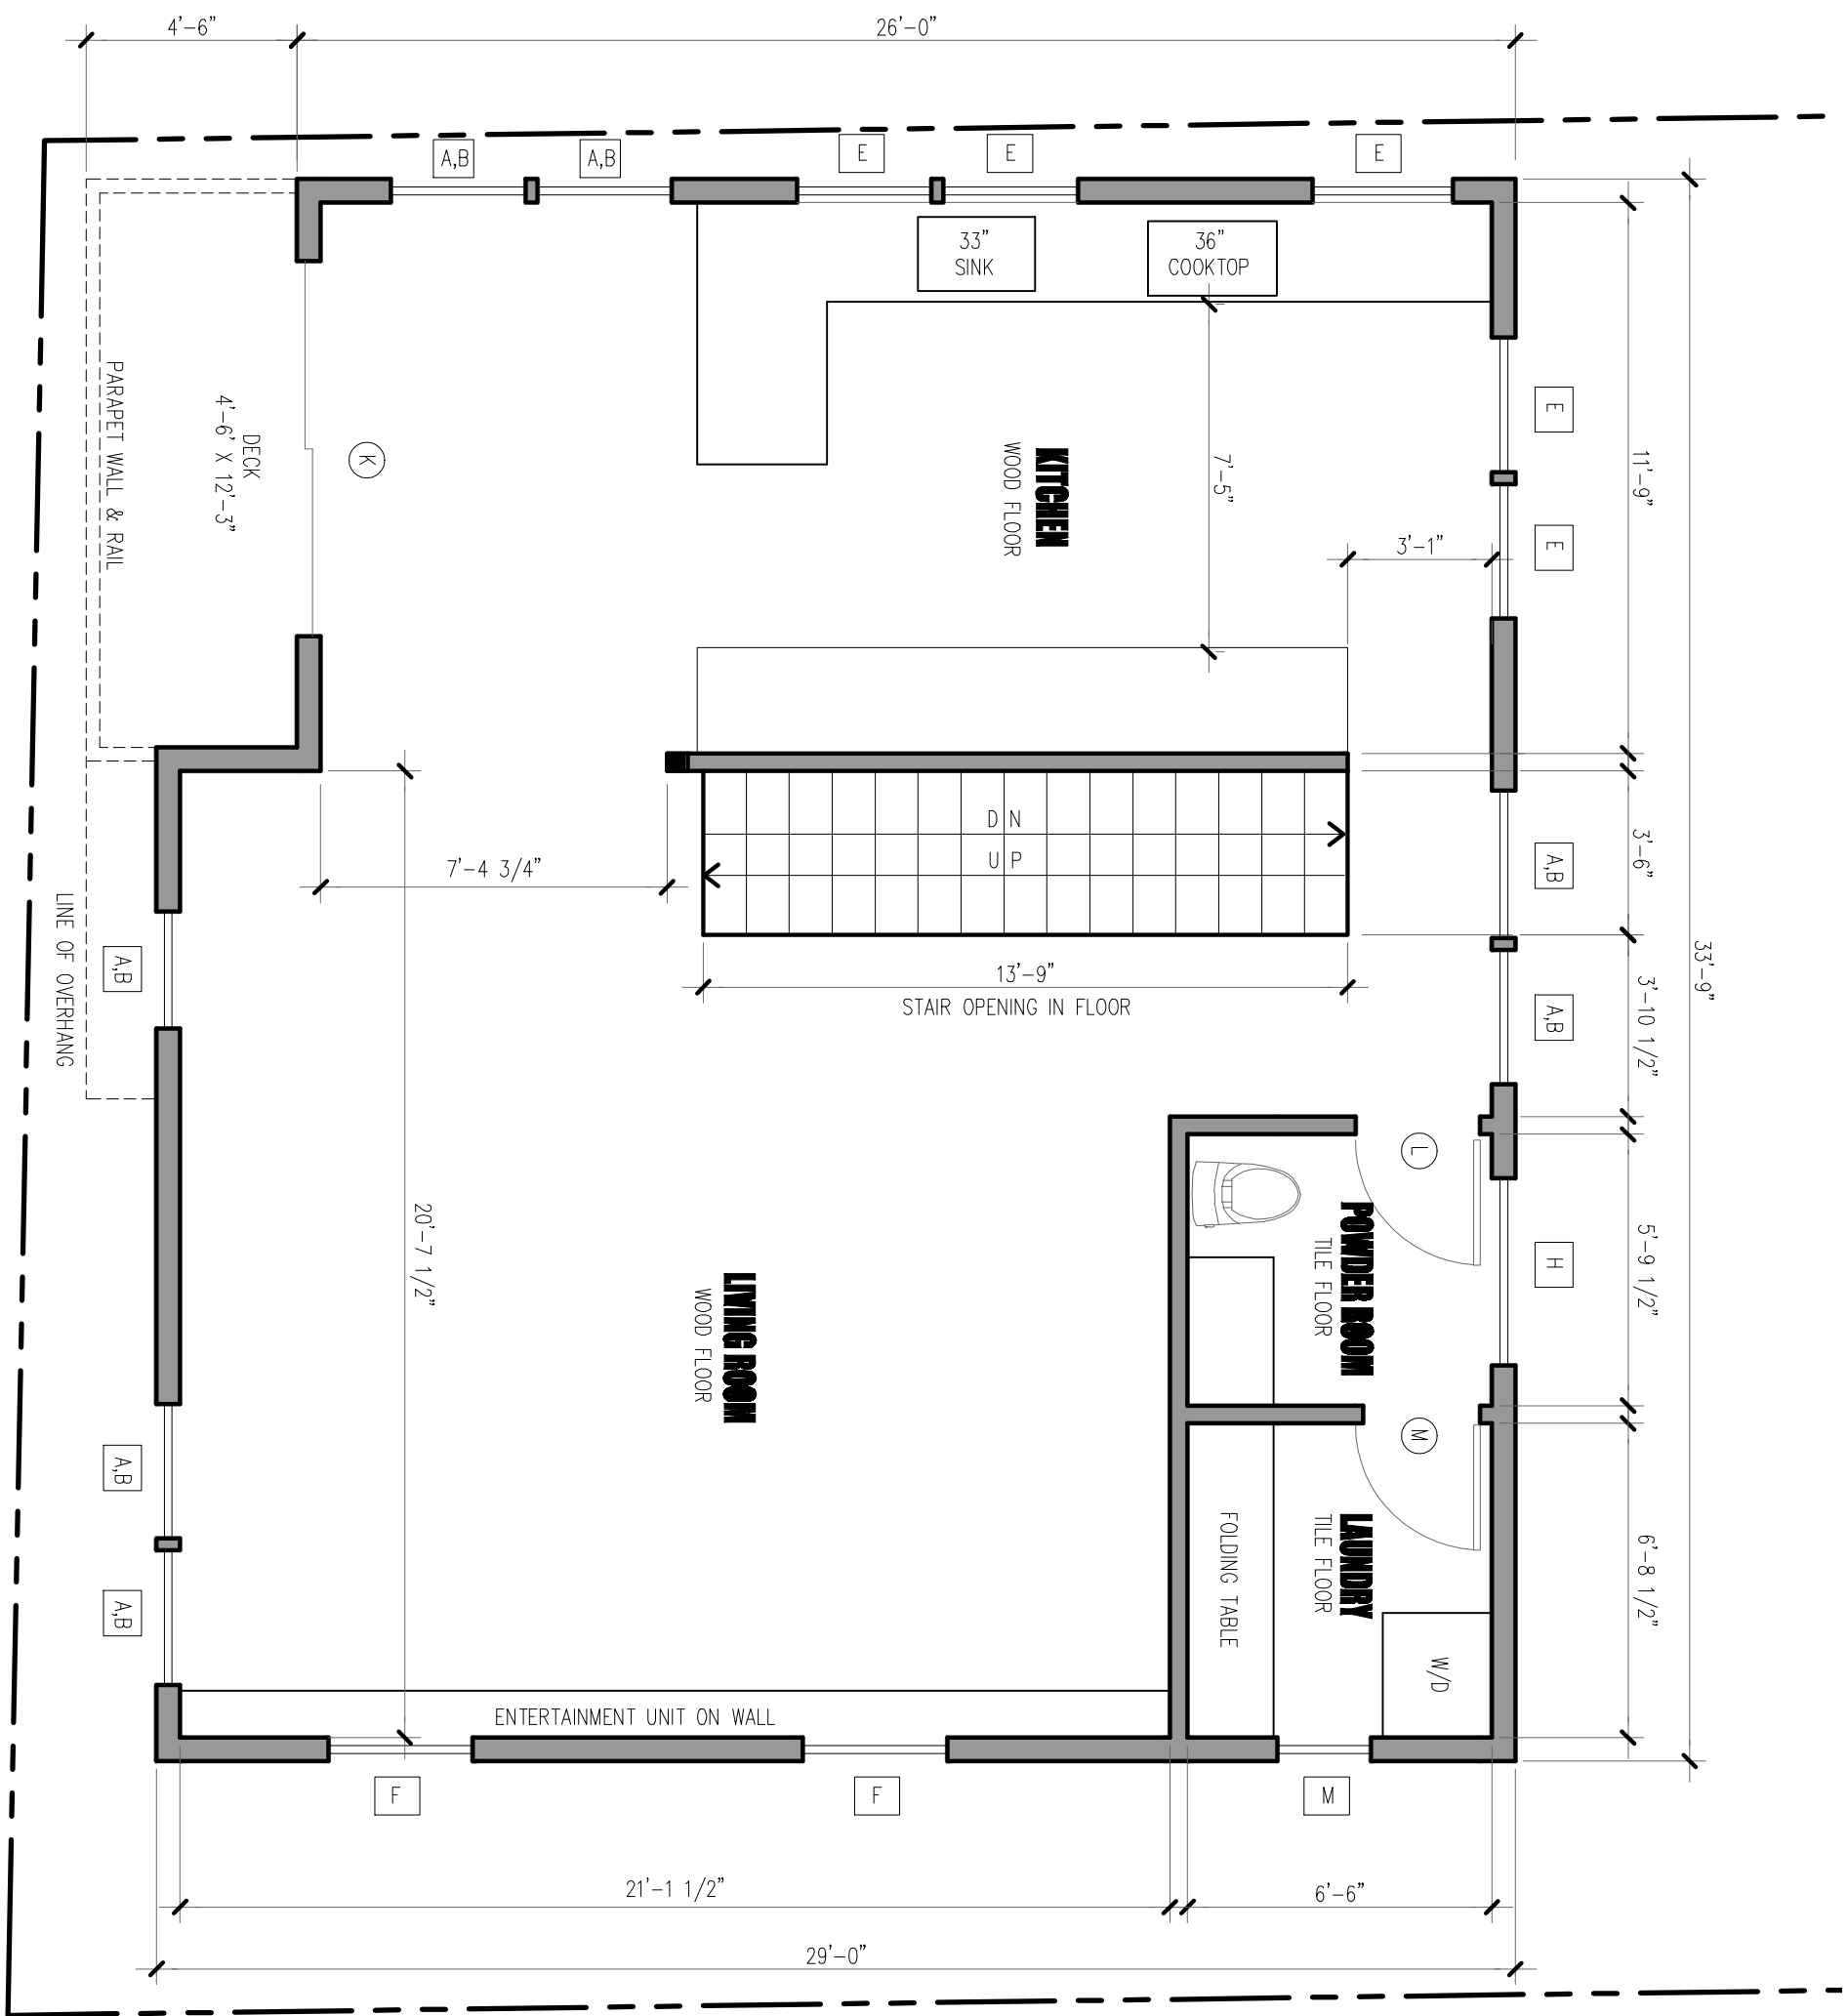 4'-6"
26'-0"
A,B
A,B
E
E
E
33"
SINK
36"
COOKTOP
PARAPET WALL & RAIL
DECK
4'-6' X 12'-3"
K
KITCHEN
WOOD FLOOR
7'-5"
3'-1"
E
E
11'-9"
DN
UP
7'-4 3/4"
A,B
3'-6"
13'-9"
STAIR OPENING IN FLOOR
LINE OF OVERHANG
A,B
A,B
3'-10 1/2"
33'-9"
L
POWDER ROOM
TILE FLOOR
H
5'-9 1/2"
20'-7 1/2"
LIVING ROOM
WOOD FLOOR
M
A,B
A,B
FOLDING TABLE
LAUNDRY
TILE FLOOR
W/D
6'-8 1/2"
ENTERTAINMENT UNIT ON WALL
F
F
M
21'-1 1/2"
6'-6"
29'-0"